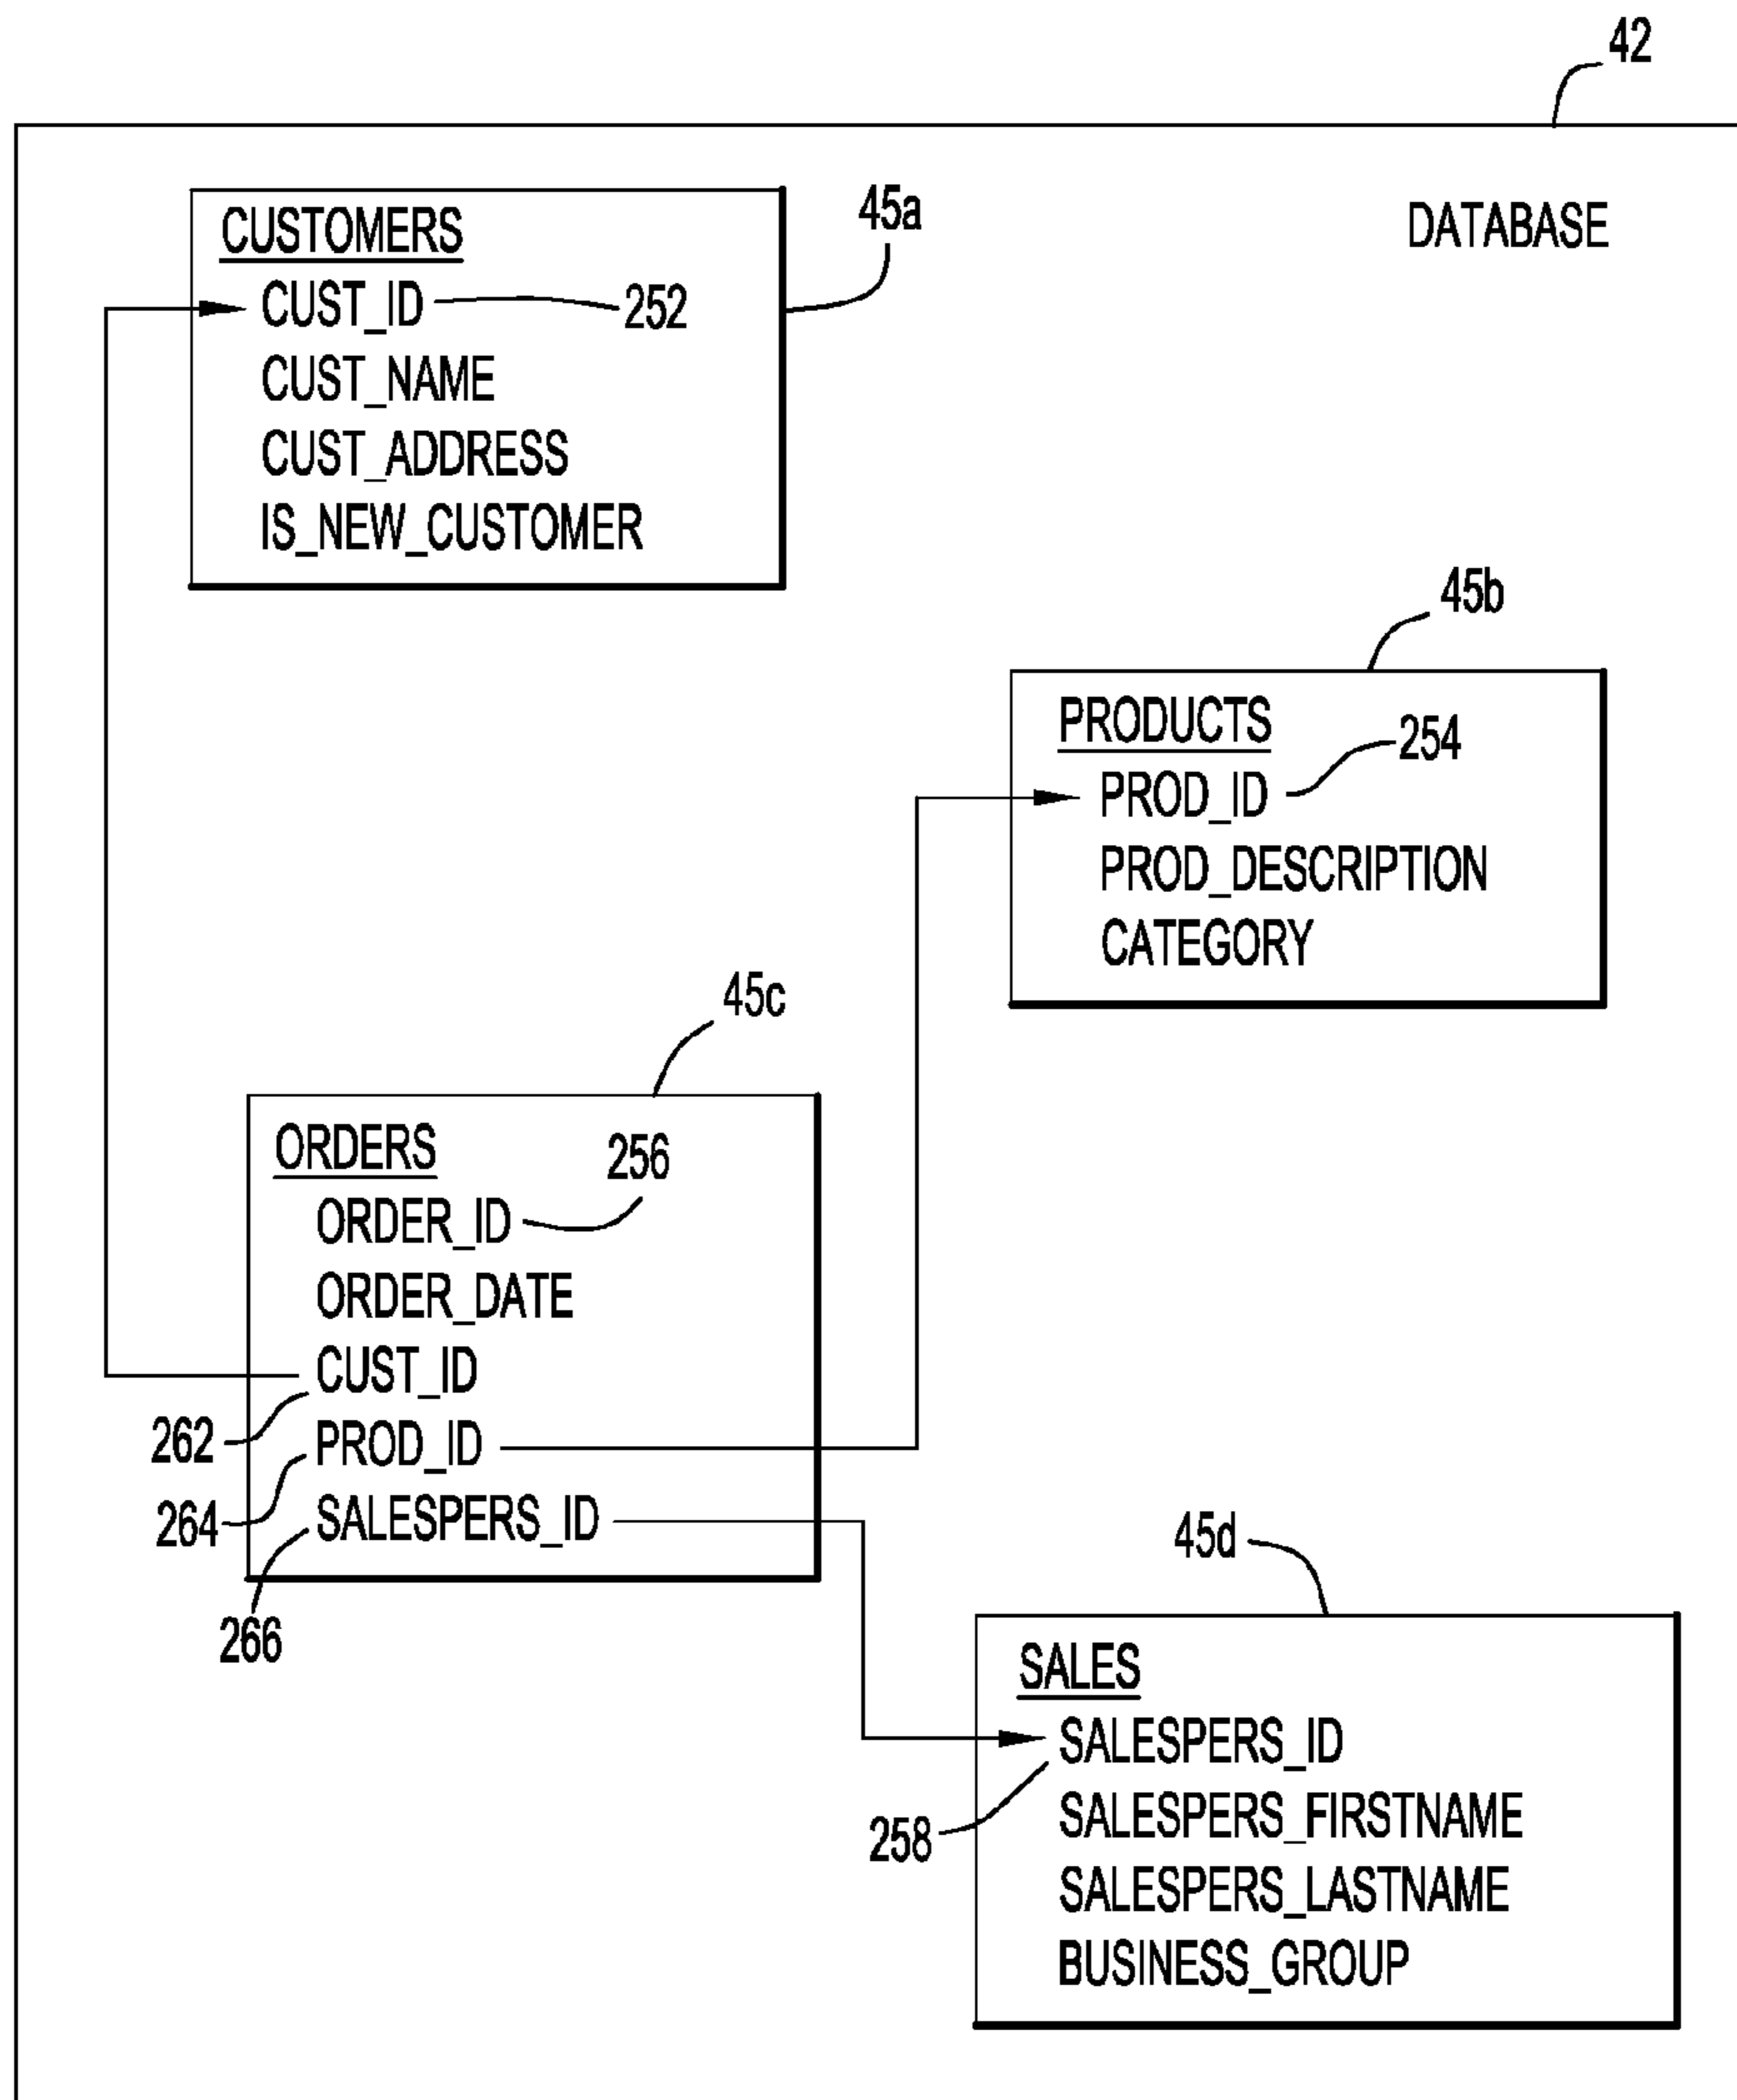 42
DATABASE
45a
CUSTOMERS
CUST_ID
252
CUST_NAME
CUST_ADDRESS
IS_NEW_CUSTOMER
45b
PRODUCTS
254
PROD_ID
PROD_DESCRIPTION
CATEGORY
45c
ORDERS
256
ORDER_ID
ORDER_DATE
CUST_ID
262
PROD_ID
264
SALESPERS_ID
266
45d
SALES
SALESPERS_ID
258
SALESPERS_FIRSTNAME
SALESPERS_LASTNAME
BUSINESS_GROUP